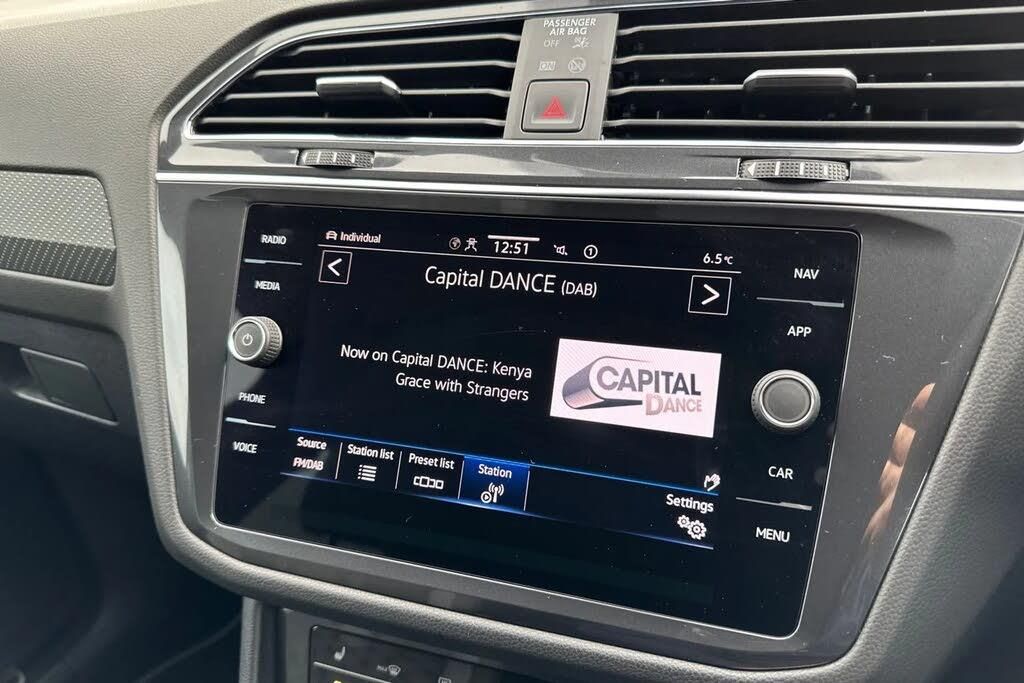 PASSENGER
AIR BAG
OFF
ON
RADIO
MEDIA
PHONE
VOICE
Individual
12:51
1
6.5°C
<
Capital DANCE (DAB)
>
Now on Capital DANCE: Kenya
Grace with Strangers
CAPITAL
DANCE
Source
FM/DAB
Station list
Preset list
Station
Settings
NAV
APP
CAR
MENU